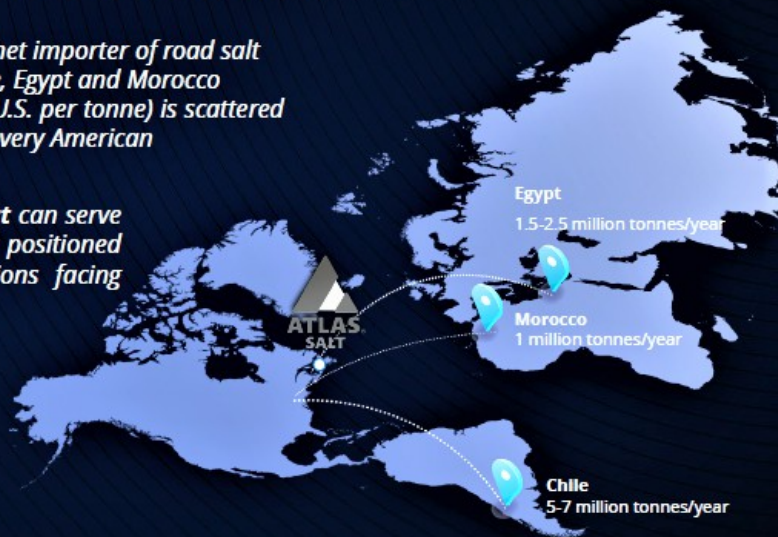 net importer of road salt
, Egypt and Morocco
U.S. per tonne) is scattered
very American
t can serve
positioned
ions facing
Egypt
1.5-2.5 million tonnes/year
ATLAS
SALT
Morocco
1 million tonnes/year
Chile
5-7 million tonnes/year